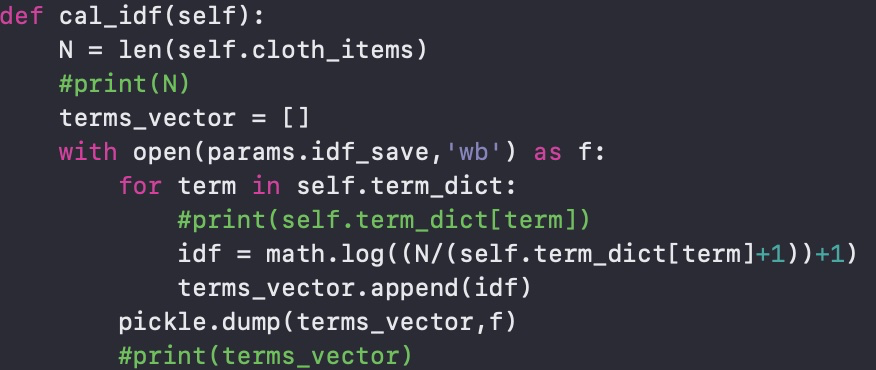 def cal_idf(self):
    N = len(self.cloth_items)
    #print(N)
    terms_vector = []
    with open(params.idf_save,'wb') as f:
        for term in self.term_dict:
            #print(self.term_dict[term])
            idf = math.log((N/(self.term_dict[term]+1))+1)
            terms_vector.append(idf)
        pickle.dump(terms_vector,f)
        #print(terms_vector)